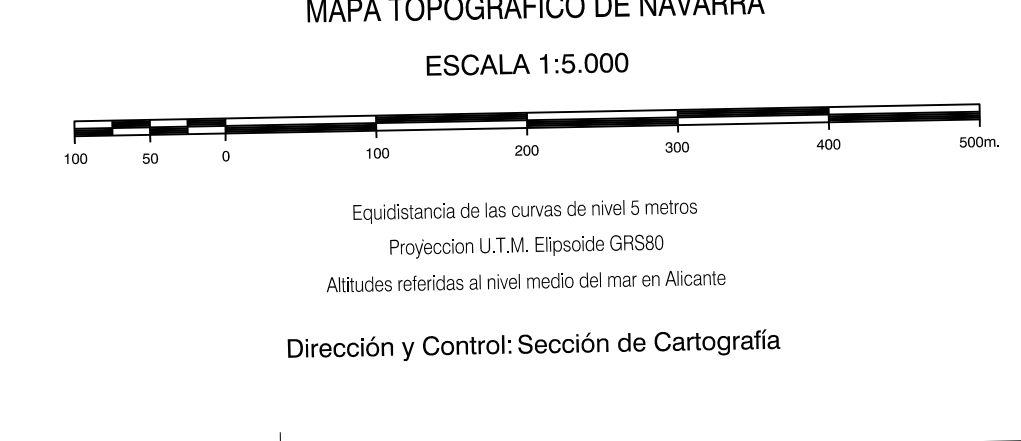 MAPA TOPOGRAFICO DE NAVARRA
ESCALA 1:5.000
100 50 0 100 200 300 400 500m.
Equidistancia de las curvas de nivel 5 metros
Proyeccion U.T.M. Elipsoide GRS80
Altitudes referidas al nivel medio del mar en Alicante
Dirección y Control: Sección de Cartografía